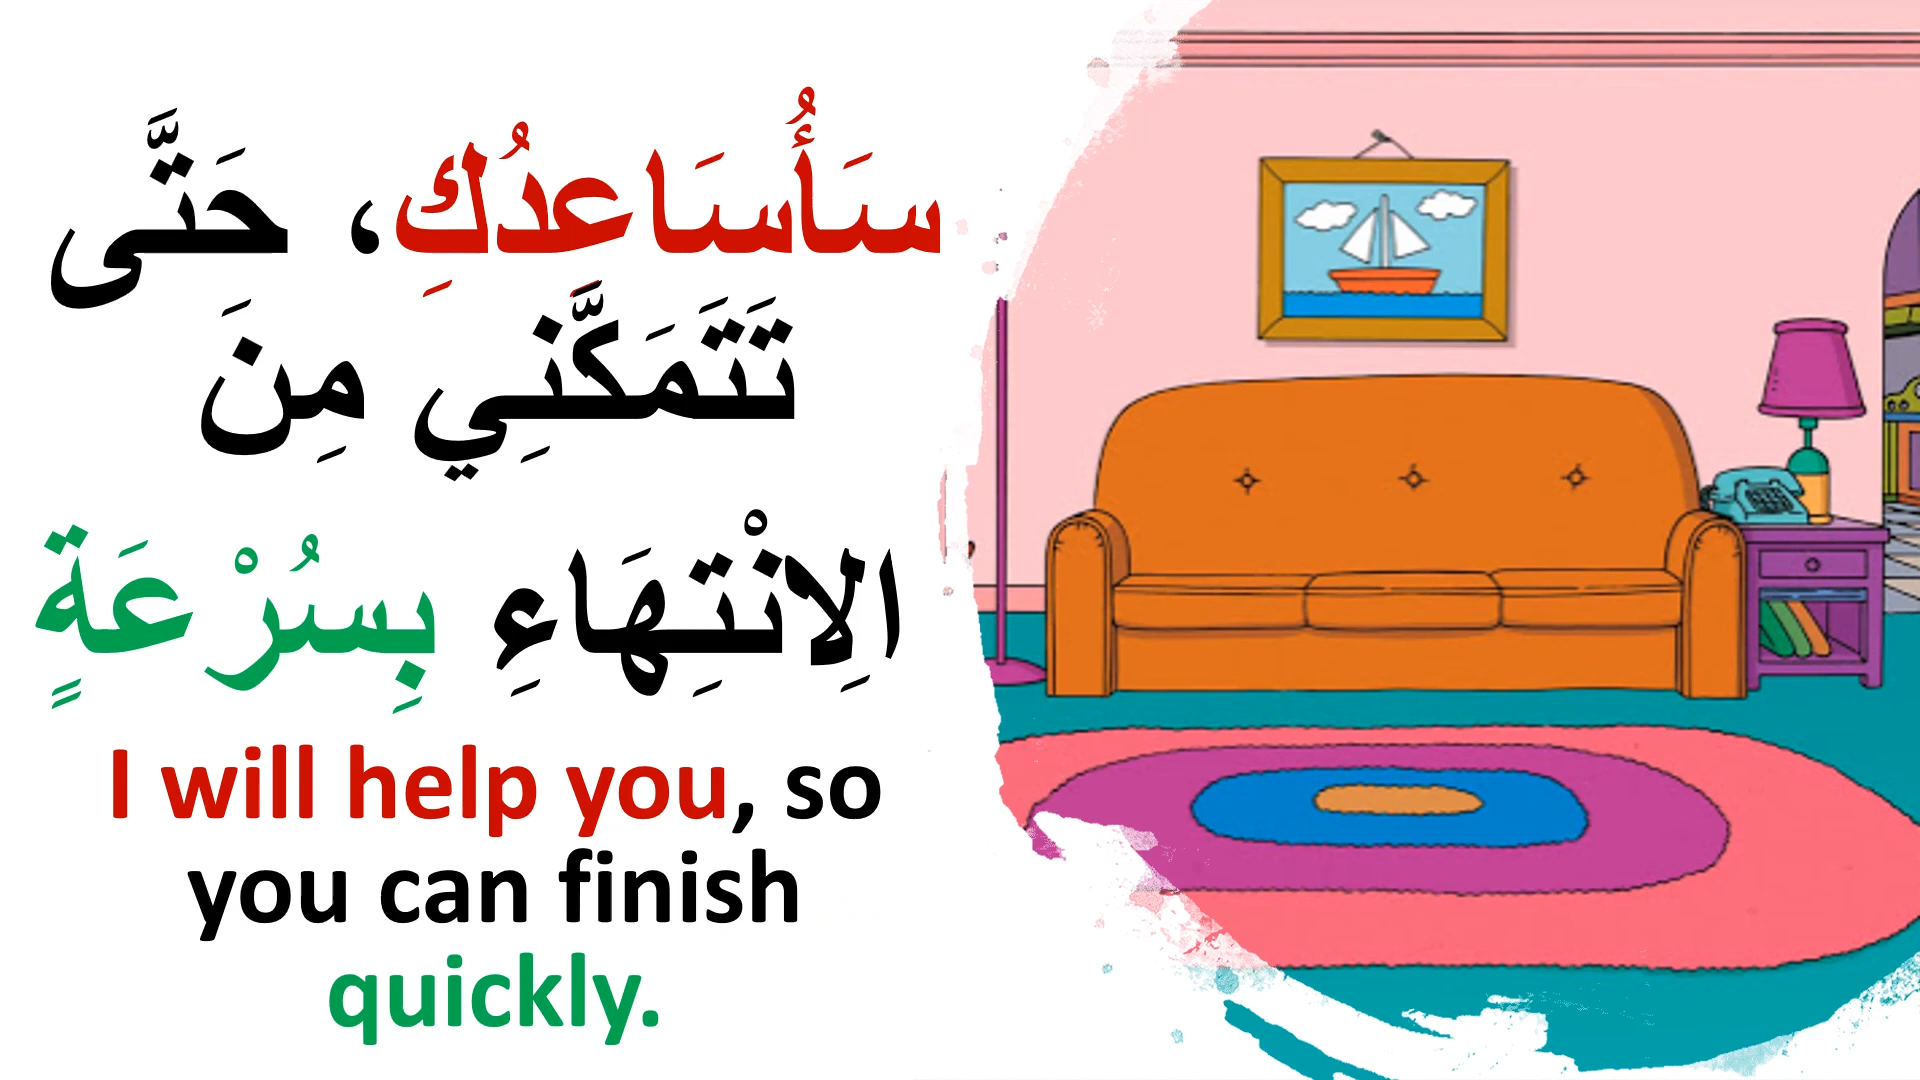 سَأُسَاعِدُكِ، حَتَّى
تَتَمَكَّنِي مِنَ
الِانْتِهَاءِ بِسُرْعَةٍ
I will help you, so
you can finish
quickly.